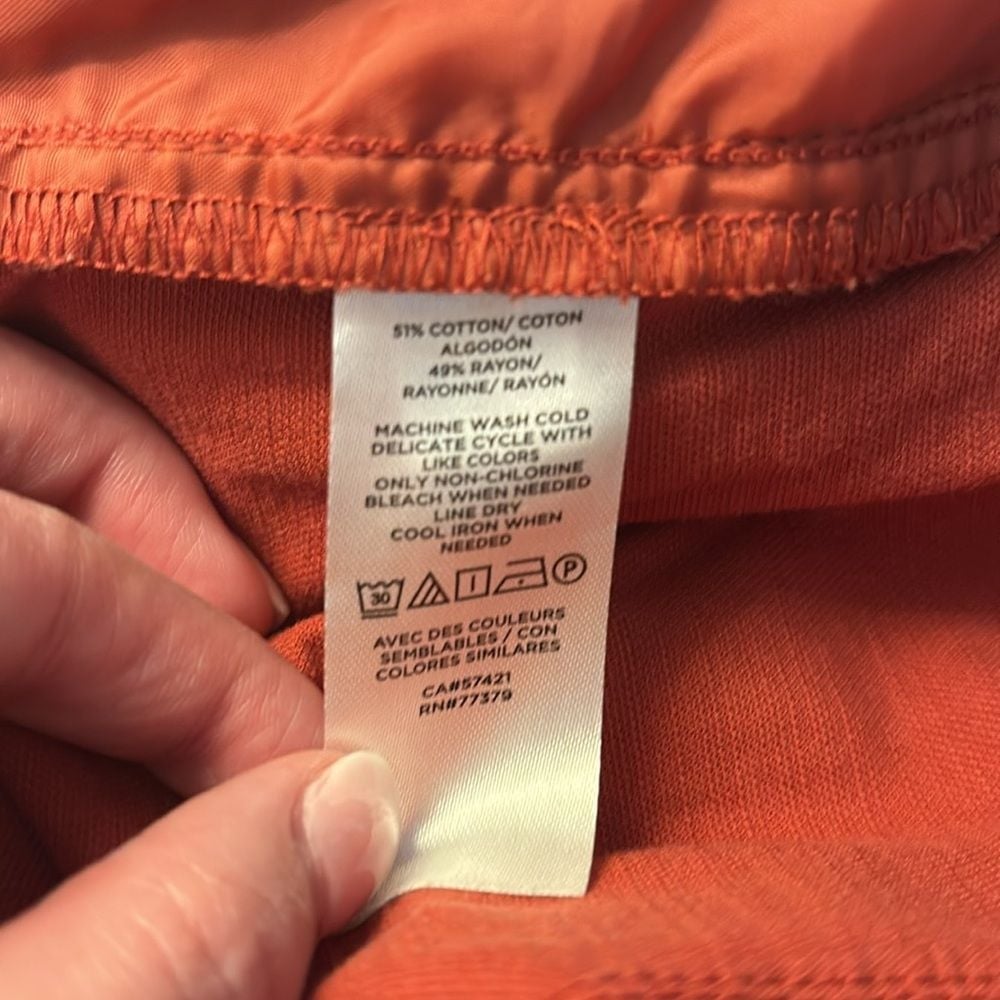 51% COTTON/ COTON
ALGODÓN
49% RAYON/
RAYONNE/ RAYÓN
MACHINE WASH COLD
DELICATE CYCLE WITH
LIKE COLORS
ONLY NON-CHLORINE
BLEACH WHEN NEEDED
LINE DRY
COOL IRON WHEN
NEEDED
30 P
AVEC DES COULEURS
SEMBLABLES / CON
COLORES SIMILARES
CA#57421
RN#77379